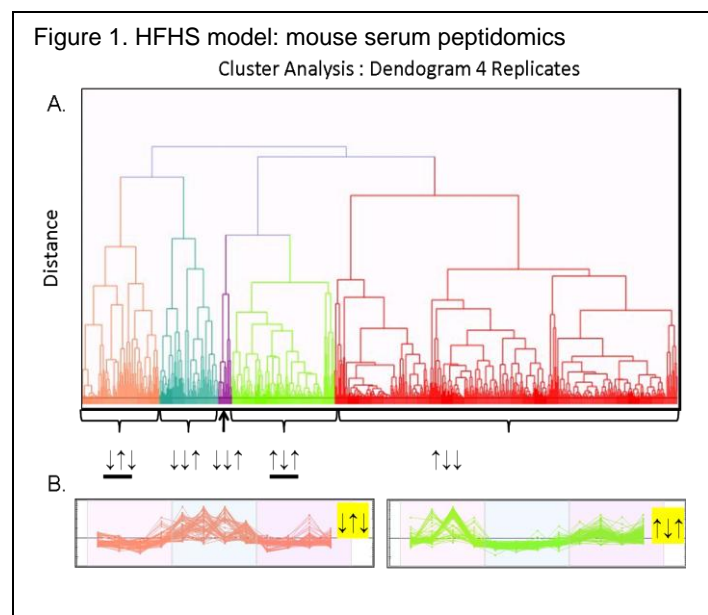 Figure 1. HFHS model: mouse serum peptidomics
Cluster Analysis : Dendogram 4 Replicates
A.
Distance
↓↑↓ ↓↓↑ ↓↓↑ ↑↓↑ ↑↓↓
B.
↓↑↓ ↑↓↑